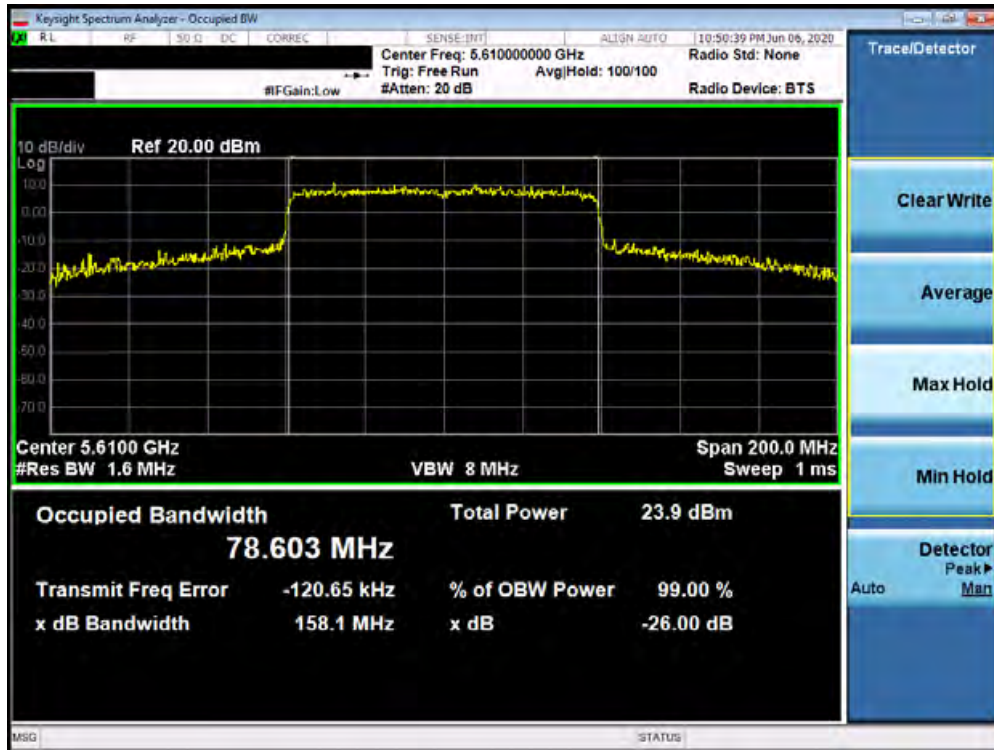 Keysight Spectrum Analyzer - Occupied BW
RL RF 50 Ω DC CORREC SENSE:INT ALIGN AUTO 10:50:39 PM Jun 06, 2020
Center Freq: 5.610000000 GHz Radio Std: None
Trig: Free Run Avg|Hold: 100/100
#IFGain:Low #Atten: 20 dB Radio Device: BTS
Trace/Detector
10 dB/div Ref 20.00 dBm
Log
10.0
0.00
-10.0
-20.0
-30.0
-40.0
-50.0
-60.0
-70.0
Center 5.6100 GHz Span 200.0 MHz
#Res BW 1.6 MHz VBW 8 MHz Sweep 1 ms
Occupied Bandwidth Total Power 23.9 dBm
78.603 MHz
Transmit Freq Error -120.65 kHz % of OBW Power 99.00 %
x dB Bandwidth 158.1 MHz x dB -26.00 dB
Clear Write
Average
Max Hold
Min Hold
Detector
Peak▶
Auto Man
MSG STATUS